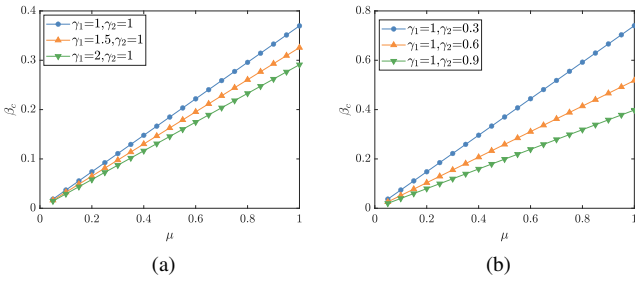 0.4
0.3
0.2
0.1
0
β_c
γ₁=1,γ₂=1
γ₁=1.5,γ₂=1
γ₁=2,γ₂=1
0 0.2 0.4 0.6 0.8 1
μ
(a)
0.8
0.6
0.4
0.2
0
β_c
γ₁=1,γ₂=0.3
γ₁=1,γ₂=0.6
γ₁=1,γ₂=0.9
0 0.2 0.4 0.6 0.8 1
μ
(b)